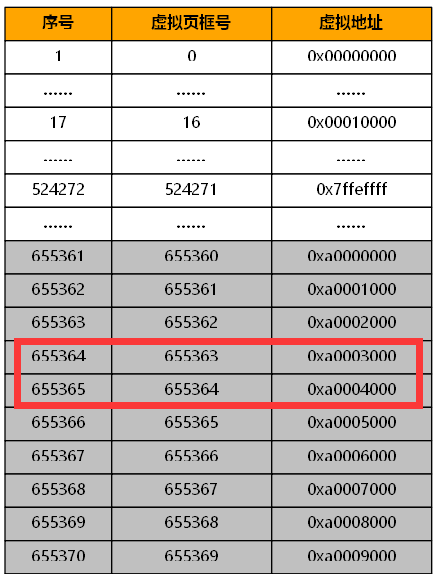 序号 虚拟页框号 虚拟地址
1 0 0x00000000
…… …… ……
17 16 0x00010000
…… …… ……
524272 524271 0x7ffeffff
…… …… ……
655361 655360 0xa0000000
655362 655361 0xa0001000
655363 655362 0xa0002000
655364 655363 0xa0003000
655365 655364 0xa0004000
655366 655365 0xa0005000
655367 655366 0xa0006000
655368 655367 0xa0007000
655369 655368 0xa0008000
655370 655369 0xa0009000